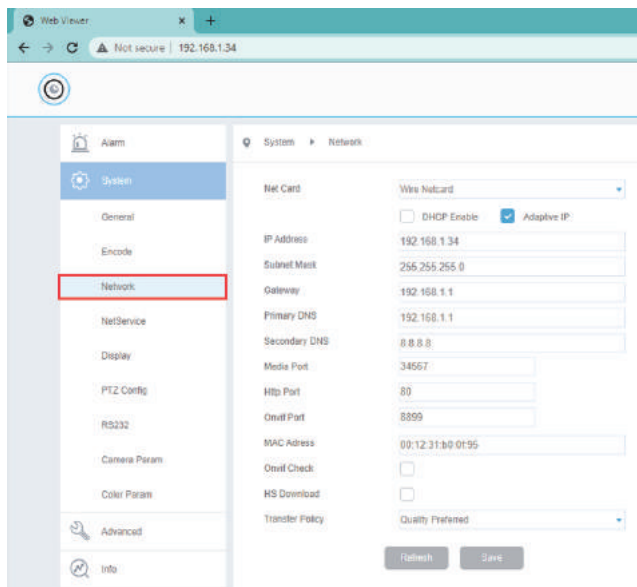 Web Viewer
Not secure | 192.168.1.34
Alarm
System
General
Encode
Network
NetService
Display
PTZ Config
RS232
Camera Param
Color Param
Advanced
Info
System Network
Net Card Wire Netcard
DHCP Enable Adaptive IP
IP Address 192.168.1.34
Subnet Mask 255.255.255.0
Gateway 192.168.1.1
Primary DNS 192.168.1.1
Secondary DNS 8.8.8.8
Media Port 34567
Http Port 80
Onvif Port 8899
MAC Adress 00:12:31:b0:0f:95
Onvif Check
HS Download
Transfer Policy Quality Preferred
Refresh Save